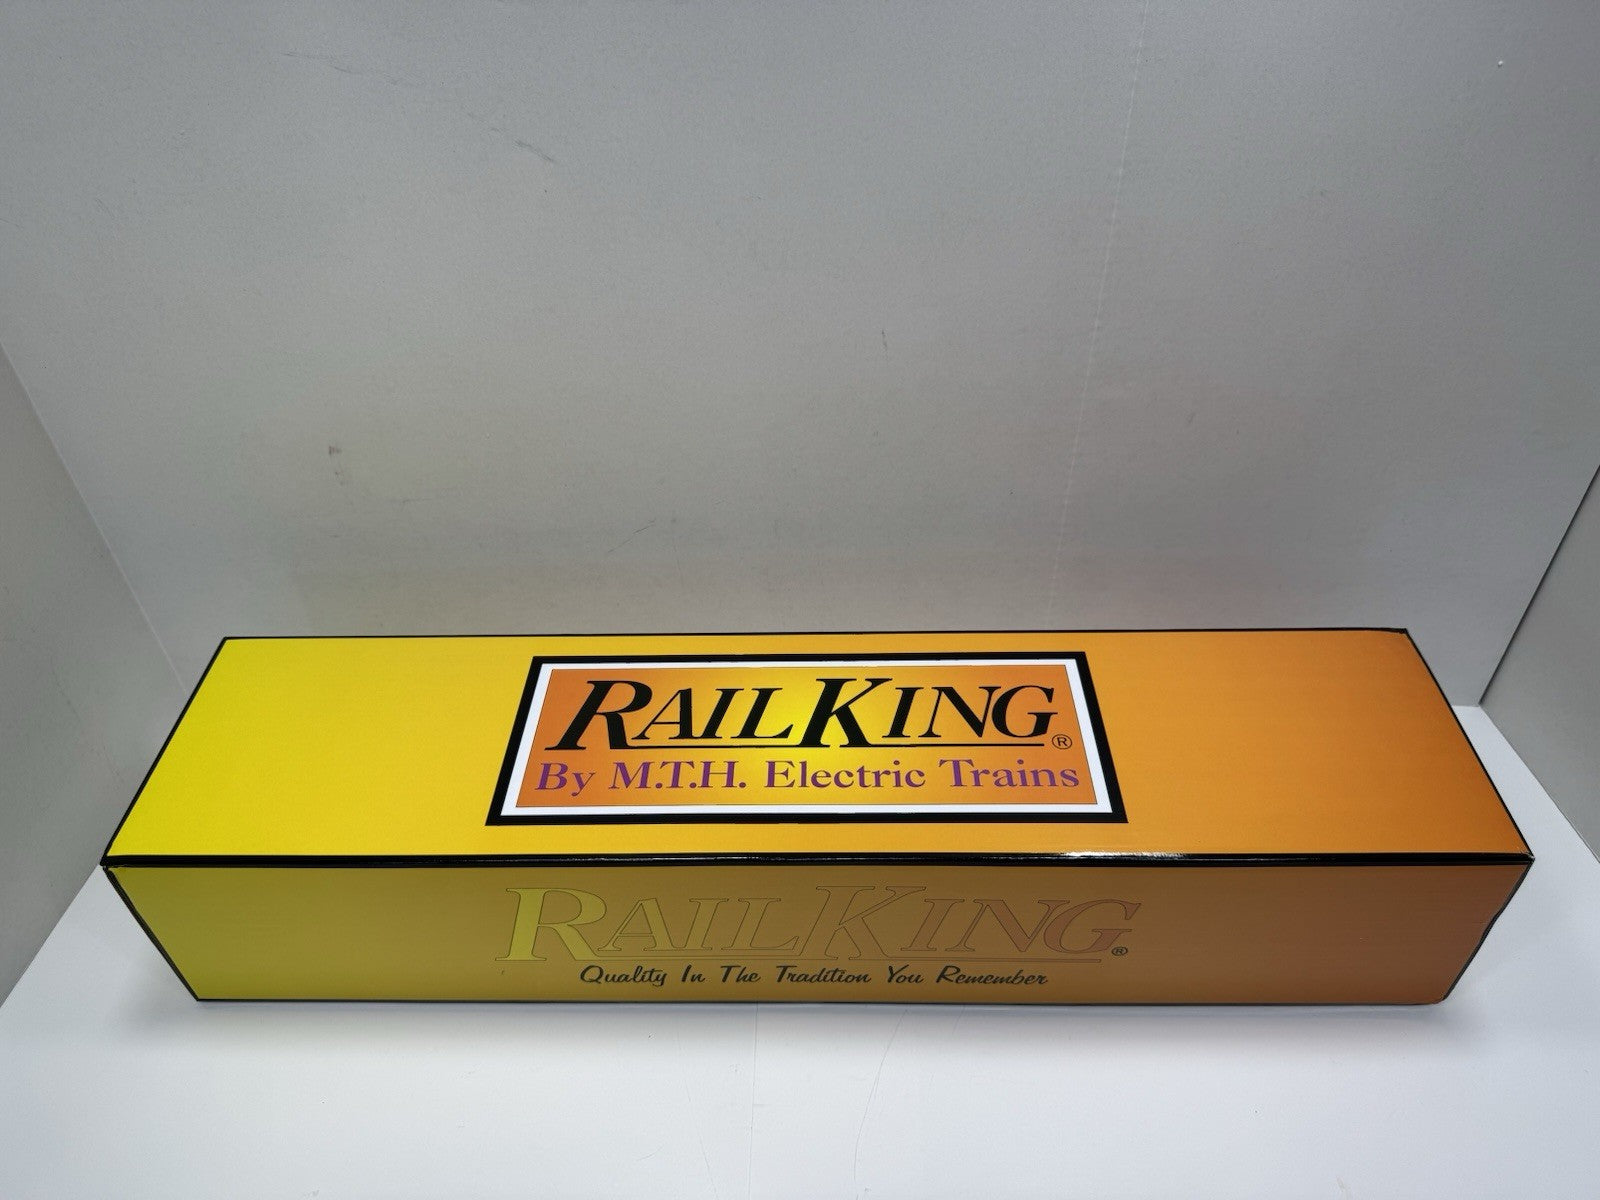 RAILKING®
By M.T.H. Electric Trains
RAILKING®
Quality In The Tradition You Remember